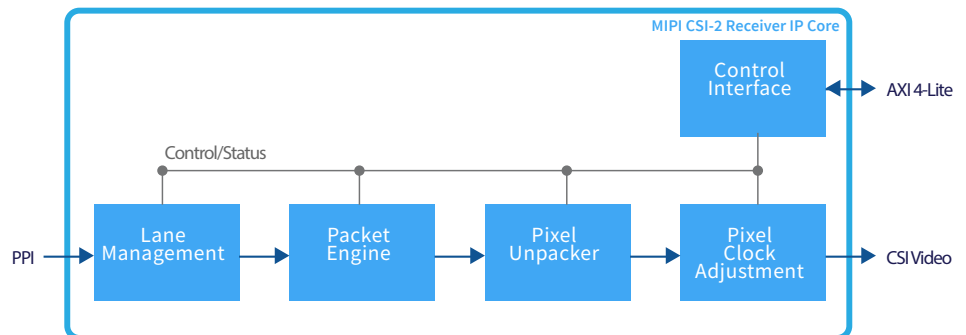 MIPI CSI-2 Receiver IP Core
Control
Interface
AXI 4-Lite
Control/Status
PPI
Lane
Management
Packet
Engine
Pixel
Unpacker
Pixel
Clock
Adjustment
CSI Video